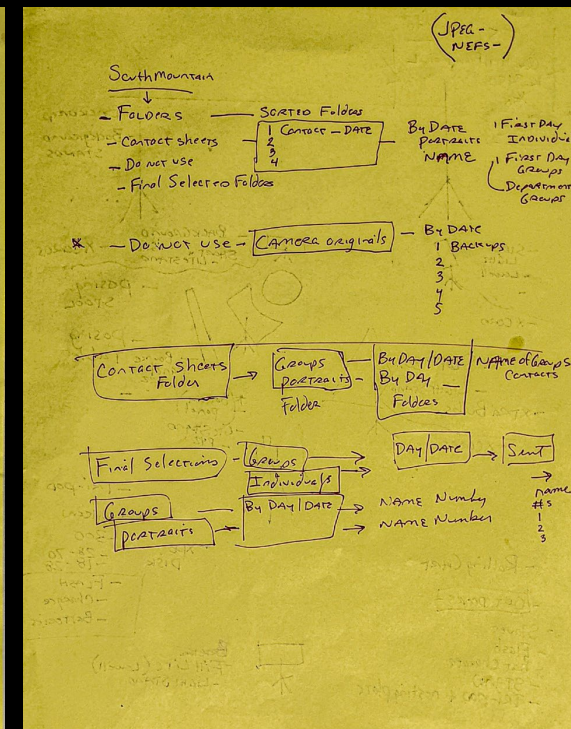 (JPEG -
NEFS -)
South Mountain
- FOLDERS — SORTED Folders
1 Contact - DATE
2
3
4
- Contact sheets
- Do not use
- Final Selected Folders
By DATE
PORTRAITS
NAME
1 First Day
1 First Day
Groups
Department
Groups
* - Do not use - CAMERA ORIGINALS - By DATE
1 BACKUPS
2
3
4
5
Contact Sheets
Folder
Groups
portraits -
Folder
By DAY/DATE
By DAY
Folders
NAME of Groups
Contacts
Final Selections - Groups
Individuals
DAY/DATE
Sent
name
#s
1
2
3
Groups
portraits
By DAY/DATE
NAME Number
NAME Number